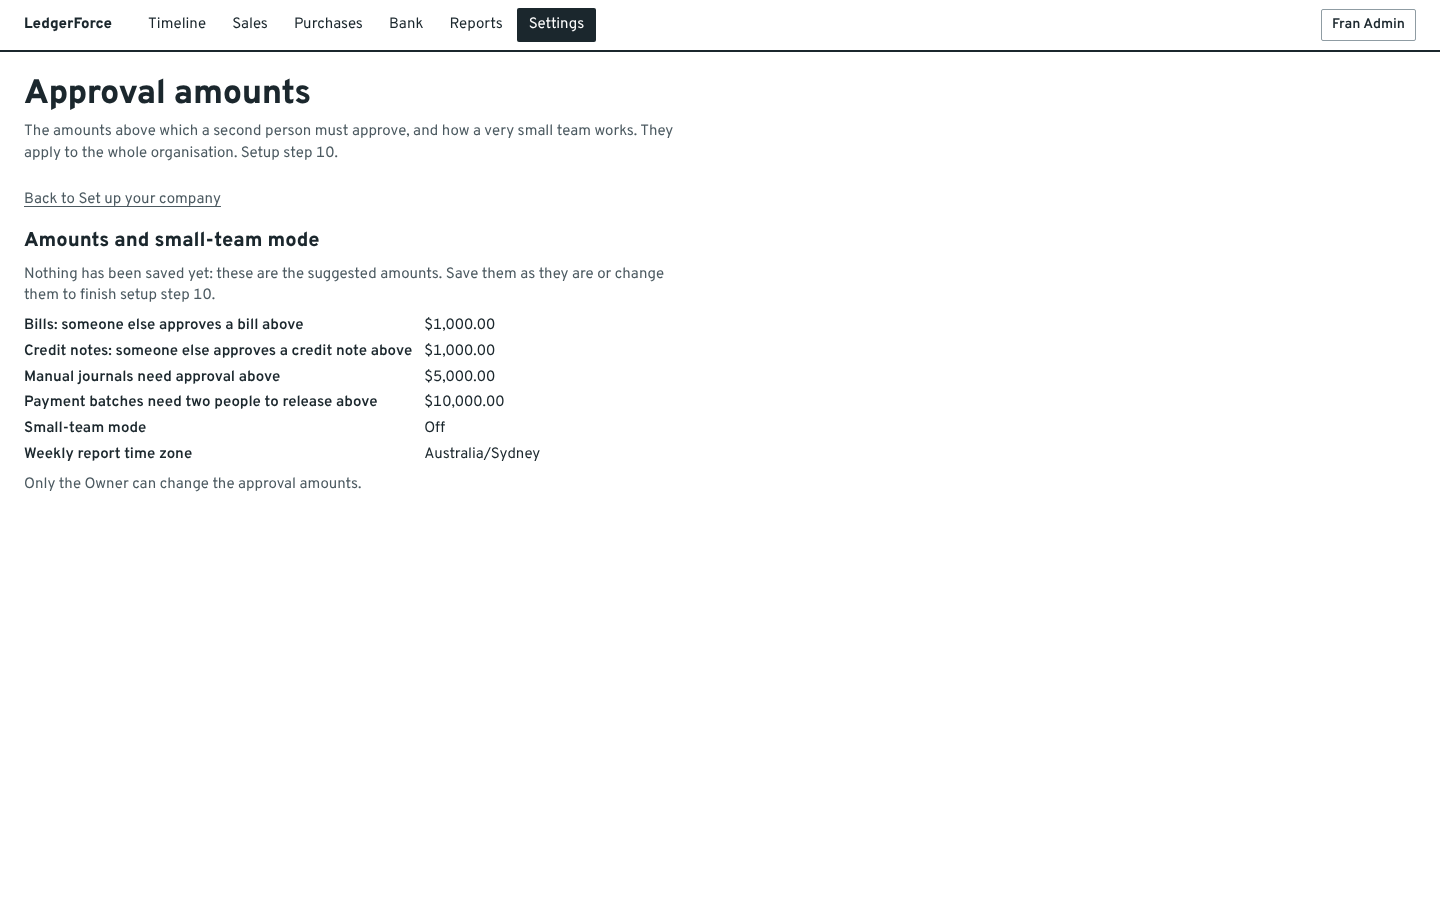 LedgerForce Timeline Sales Purchases Bank Reports Settings Fran Admin
Approval amounts
The amounts above which a second person must approve, and how a very small team works. They
apply to the whole organisation. Setup step 10.
Back to Set up your company
Amounts and small-team mode
Nothing has been saved yet: these are the suggested amounts. Save them as they are or change
them to finish setup step 10.
Bills: someone else approves a bill above $1,000.00
Credit notes: someone else approves a credit note above $1,000.00
Manual journals need approval above $5,000.00
Payment batches need two people to release above $10,000.00
Small-team mode Off
Weekly report time zone Australia/Sydney
Only the Owner can change the approval amounts.